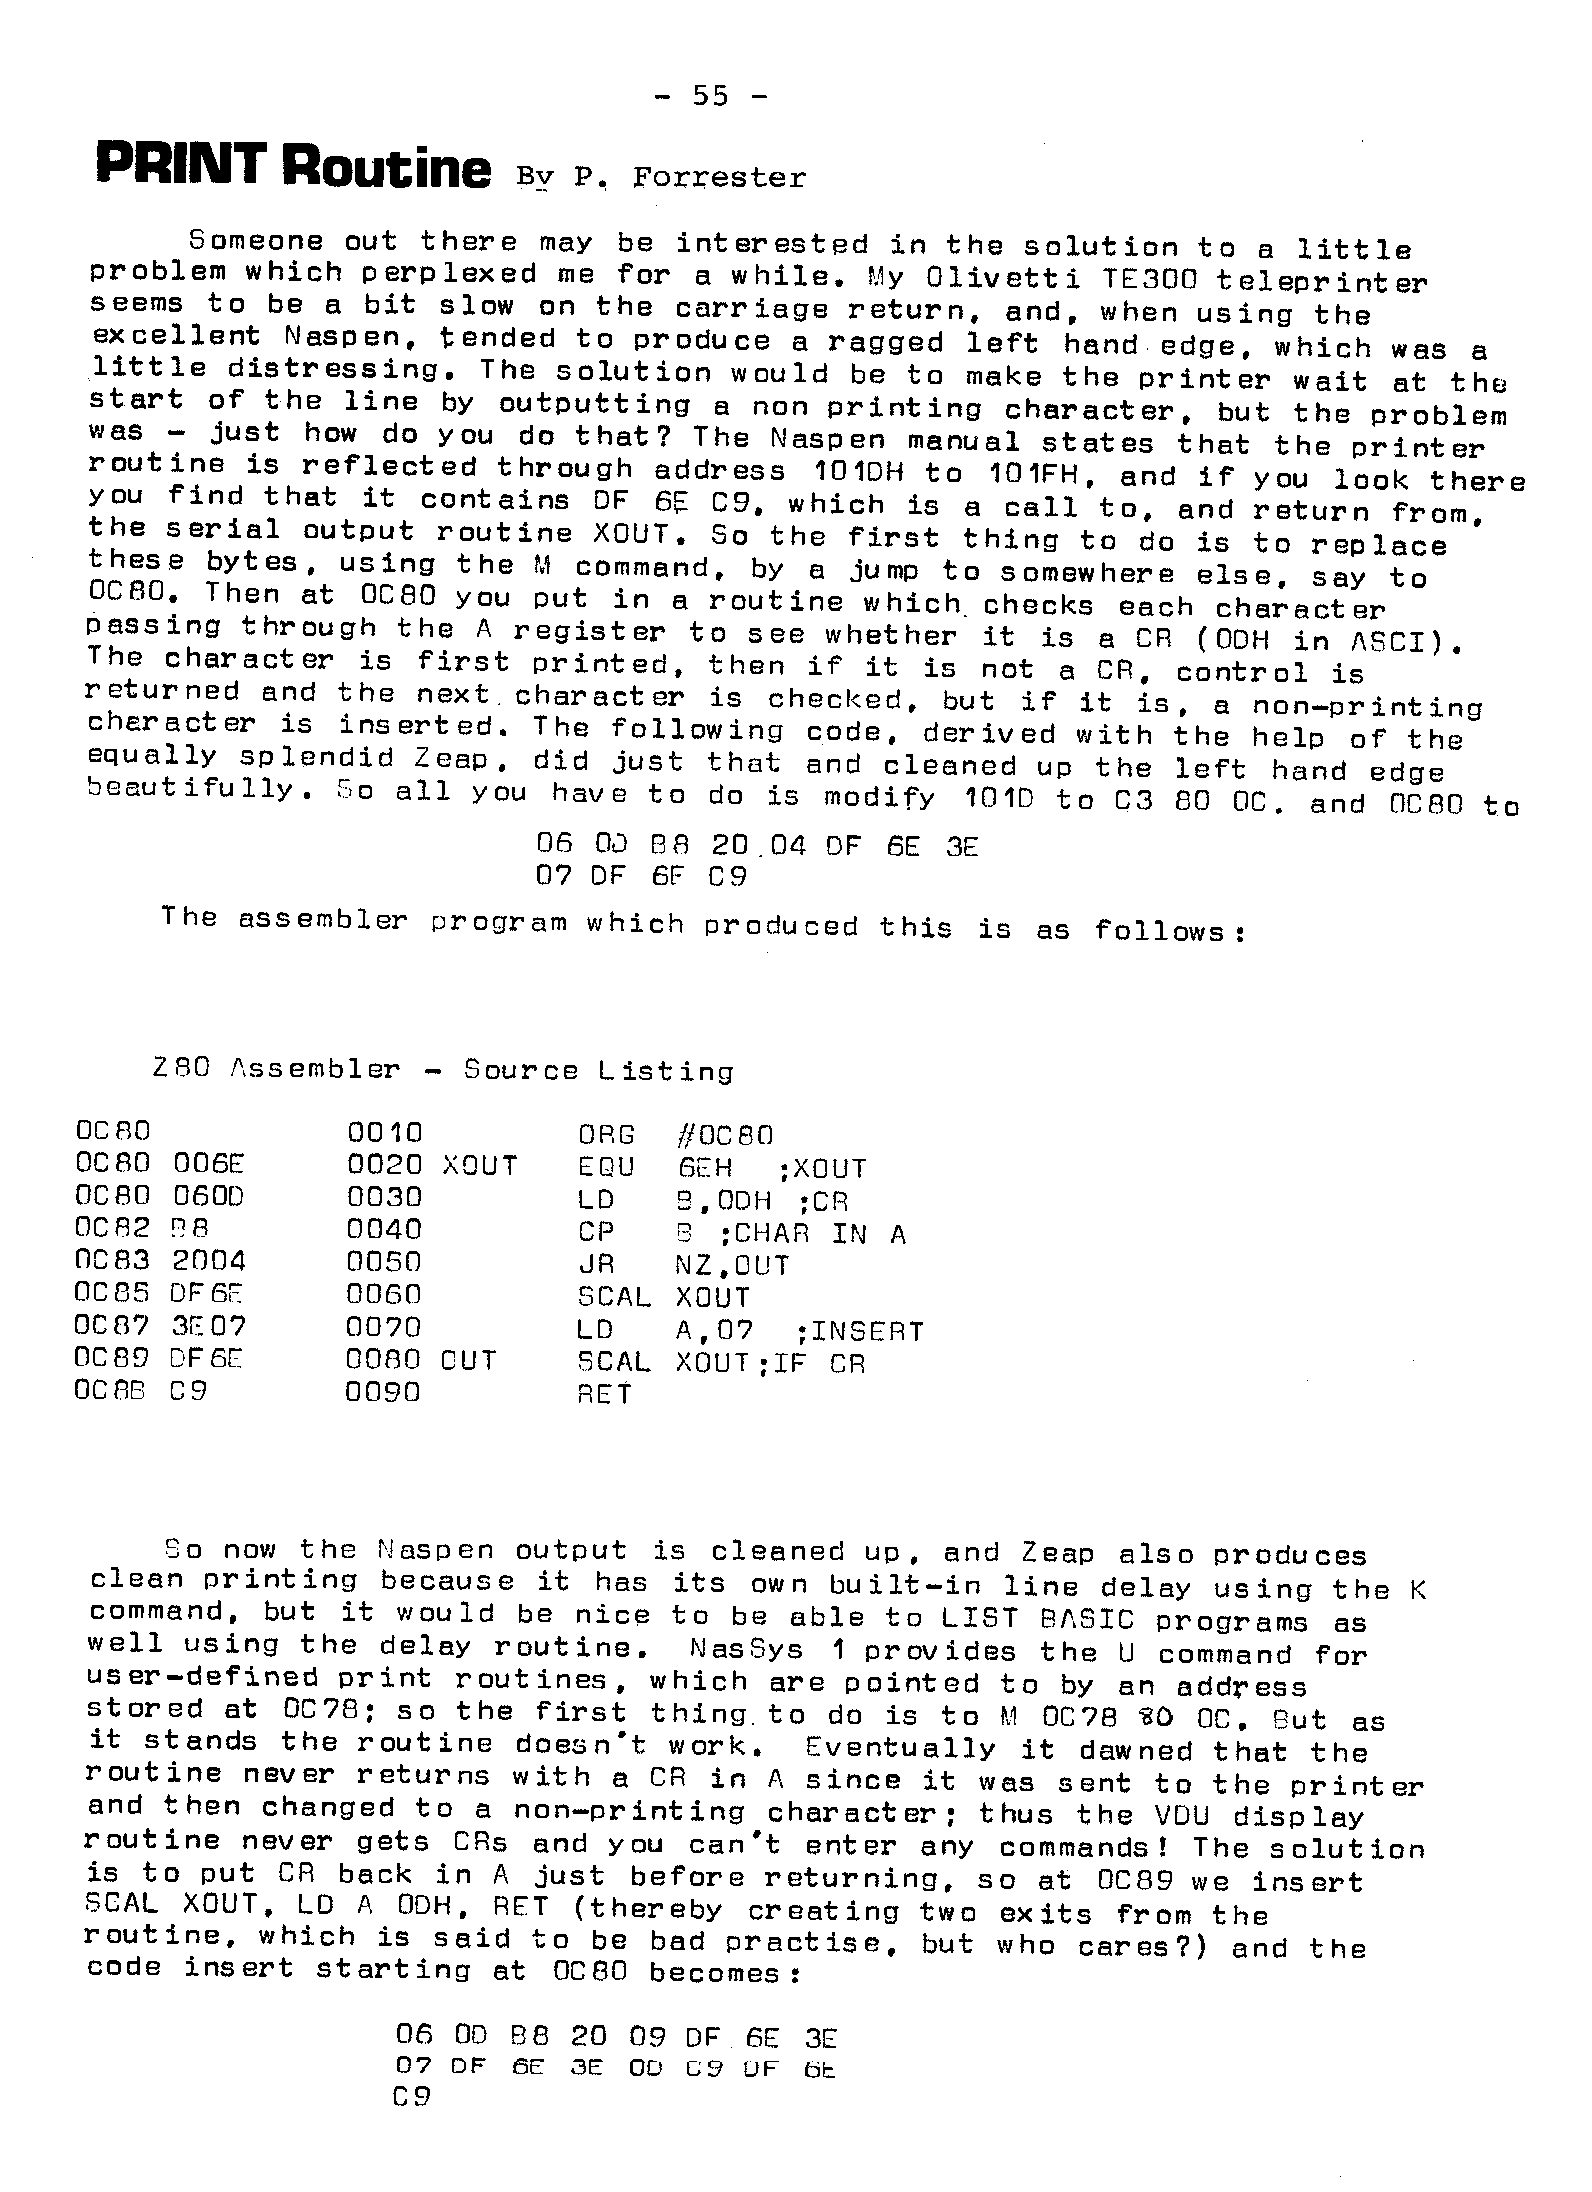 - 55 -
PRINT Routine By P. Forrester
Someone out there may be interested in the solution to a little
problem which perplexed me for a while. My Olivetti TE300 teleprinter
seems to be a bit slow on the carriage return, and, when using the
excellent Naspen, tended to produce a ragged left hand edge, which was a
little distressing. The solution would be to make the printer wait at the
start of the line by outputting a non printing character, but the problem
was - just how do you do that? The Naspen manual states that the printer
routine is reflected through address 101DH to 101FH, and if you look there
you find that it contains DF 6E C9, which is a call to, and return from,
the serial output routine XOUT. So the first thing to do is to replace
these bytes, using the M command, by a jump to somewhere else, say to
0C80. Then at 0C80 you put in a routine which checks each character
passing through the A register to see whether it is a CR (0DH in ASCI).
The character is first printed, then if it is not a CR, control is
returned and the next character is checked, but if it is, a non-printing
character is inserted. The following code, derived with the help of the
equally splendid Zeap, did just that and cleaned up the left hand edge
beautifully. So all you have to do is modify 101D to C3 80 0C. and 0C80 to
06 0D B8 20 04 DF 6E 3E
07 DF 6F C9
The assembler program which produced this is as follows:
Z80 Assembler - Source Listing
0C80 0010 ORG #0C80
0C80 006E 0020 XOUT EQU 6EH ;XOUT
0C80 060D 0030 LD B,0DH ;CR
0C82 B8 0040 CP B ;CHAR IN A
0C83 2004 0050 JR NZ,OUT
0C85 DF6E 0060 SCAL XOUT
0C87 3E07 0070 LD A,07 ;INSERT
0C89 DF6E 0080 OUT SCAL XOUT;IF CR
0C8B C9 0090 RET
So now the Naspen output is cleaned up, and Zeap also produces
clean printing because it has its own built-in line delay using the K
command, but it would be nice to be able to LIST BASIC programs as
well using the delay routine. NasSys 1 provides the U command for
user-defined print routines, which are pointed to by an address
stored at 0C78; so the first thing to do is to M 0C78 80 0C. But as
it stands the routine doesn't work. Eventually it dawned that the
routine never returns with a CR in A since it was sent to the printer
and then changed to a non-printing character; thus the VDU display
routine never gets CRs and you can't enter any commands! The solution
is to put CR back in A just before returning, so at 0C89 we insert
SCAL XOUT, LD A 0DH, RET (thereby creating two exits from the
routine, which is said to be bad practise, but who cares?) and the
code insert starting at 0C80 becomes:
06 0D B8 20 09 DF 6E 3E
07 DF 6E 3E 0D C9 DF 6E
C9